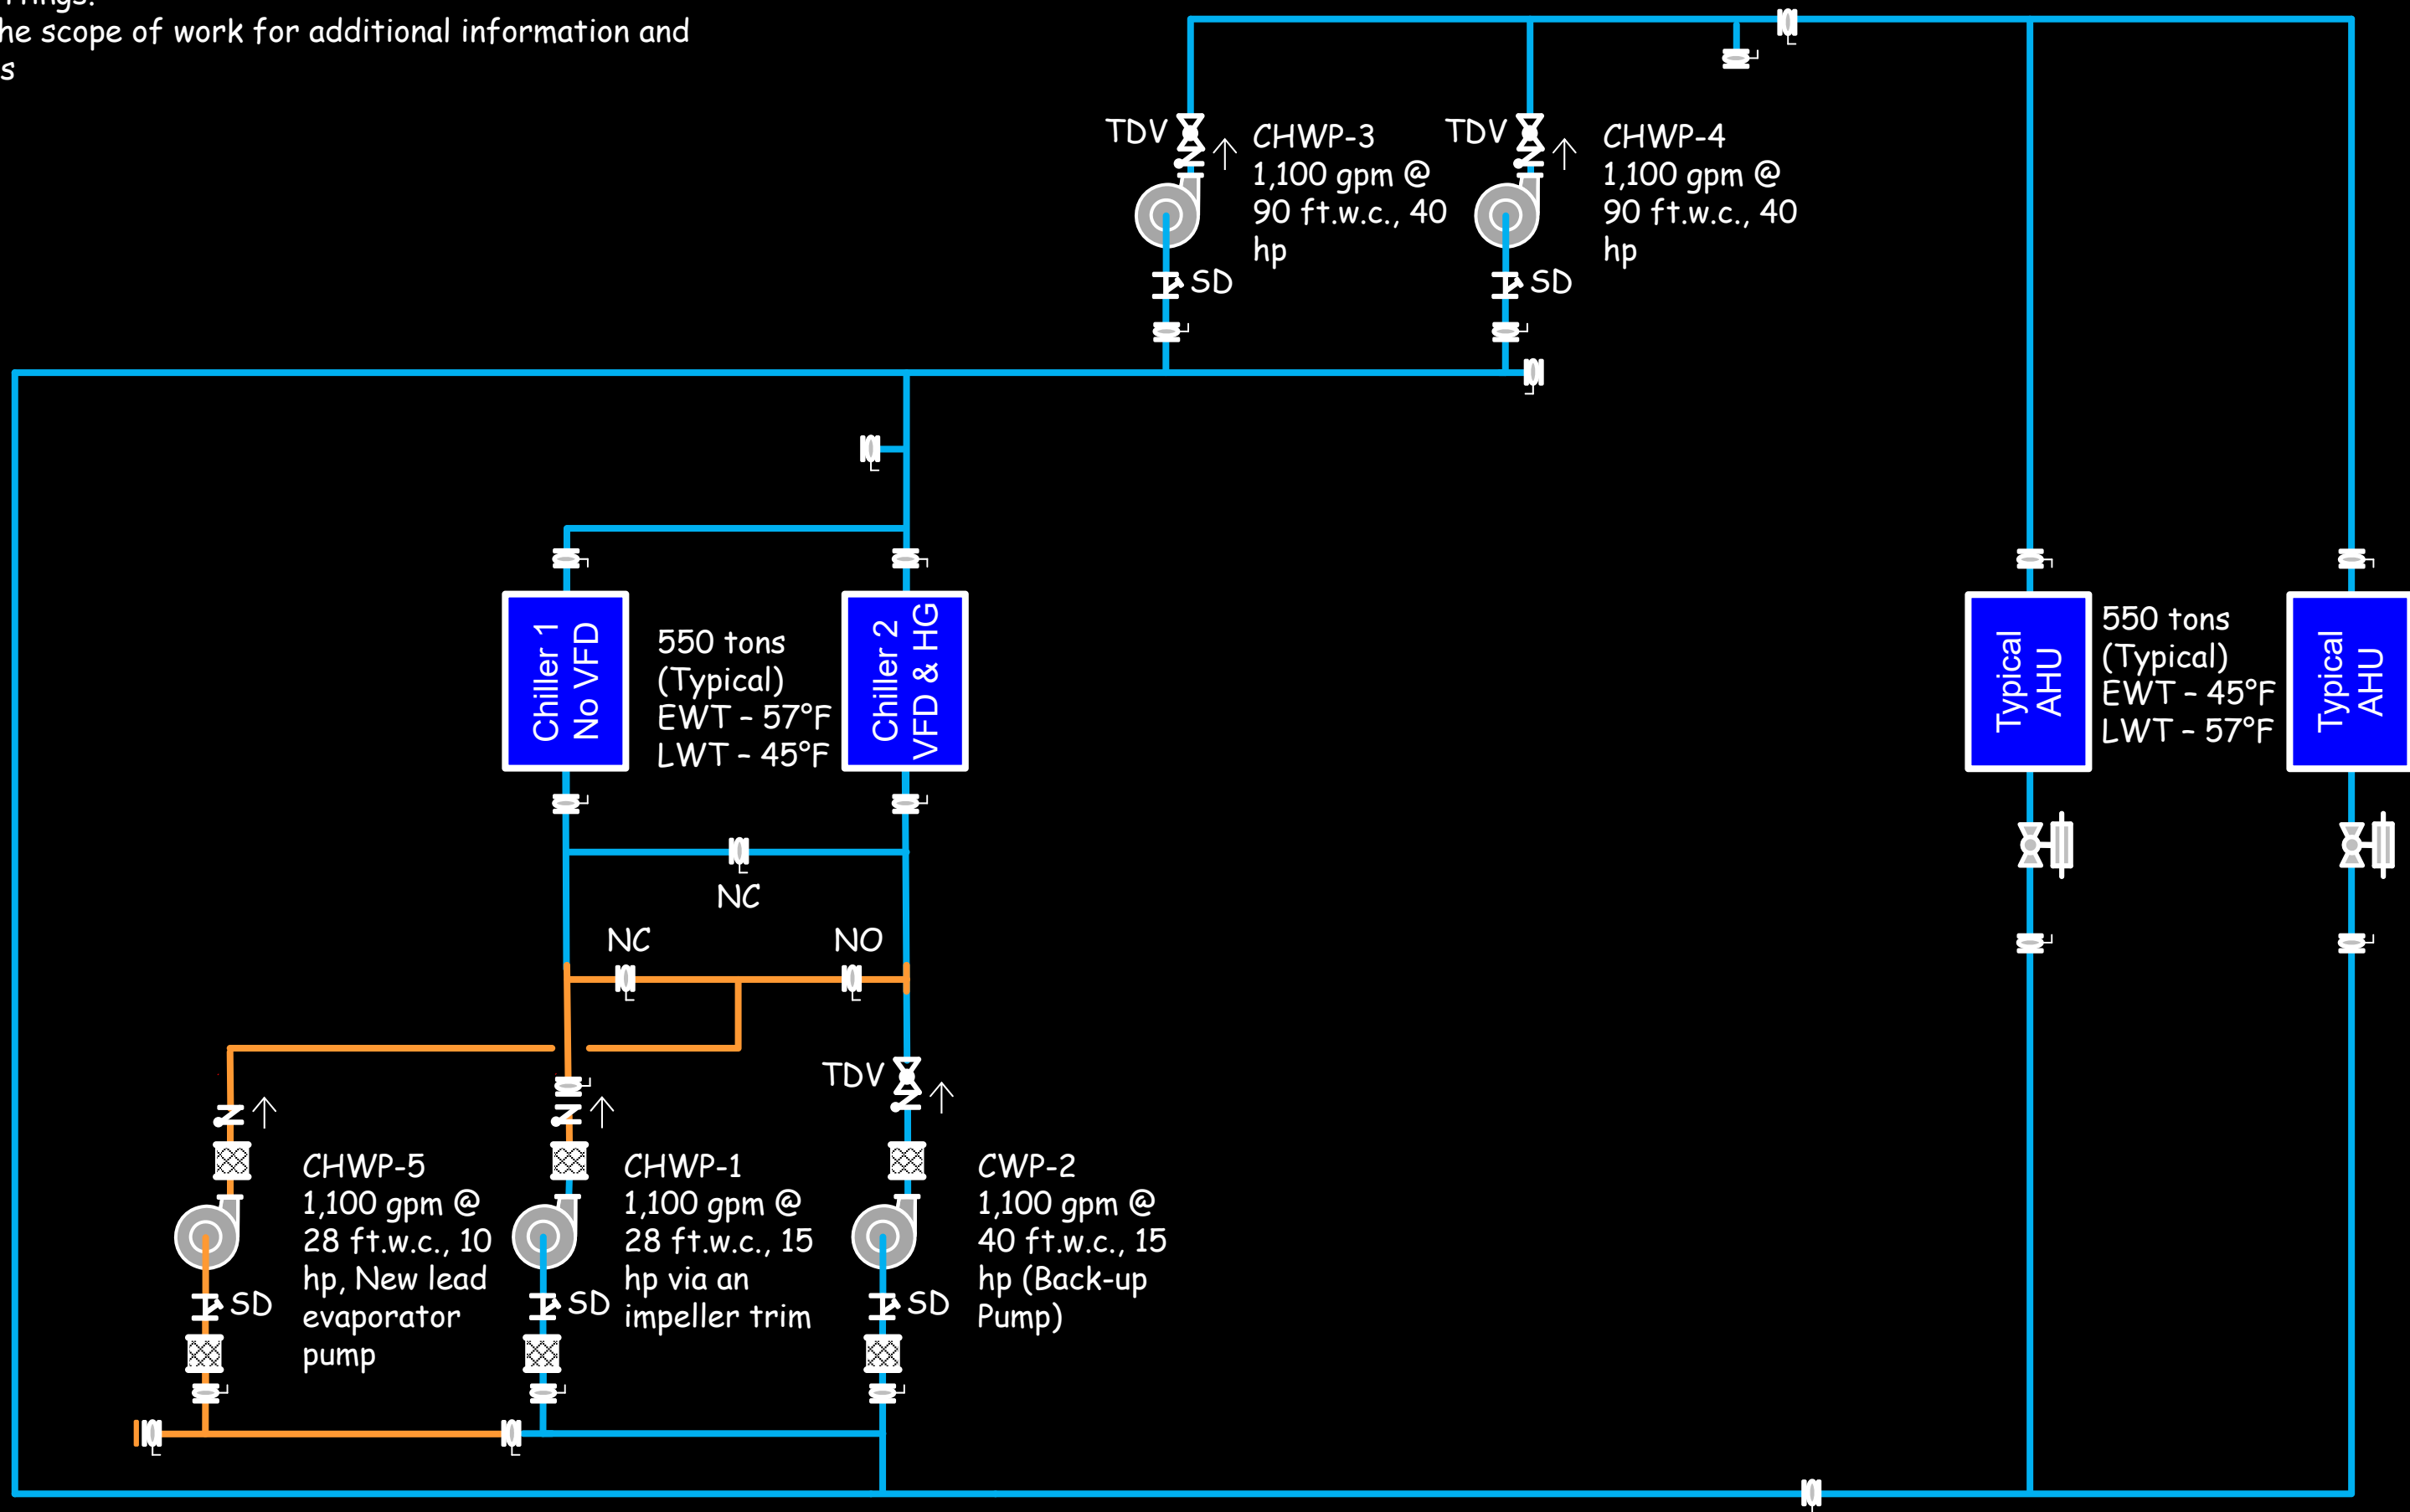 he scope of work for additional information and
s
TDV
CHWP-3
1,100 gpm @
90 ft.w.c., 40
hp
SD
TDV
CHWP-4
1,100 gpm @
90 ft.w.c., 40
hp
SD
Chiller 1
No VFD
550 tons
(Typical)
EWT - 57°F
LWT - 45°F
Chiller 2
VFD & HG
Typical
AHU
550 tons
(Typical)
EWT - 45°F
LWT - 57°F
Typical
AHU
NC
NC
NO
TDV
CHWP-5
1,100 gpm @
28 ft.w.c., 10
hp, New lead
evaporator
pump
SD
CHWP-1
1,100 gpm @
28 ft.w.c., 15
hp via an
impeller trim
SD
CWP-2
1,100 gpm @
40 ft.w.c., 15
hp (Back-up
Pump)
SD